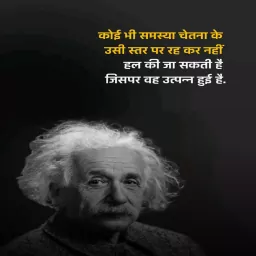 कोई भी समस्या चेतना के
उसी स्तर पर रह कर नहीं
हल की जा सकती है
जिसपर वह उत्पन्न हुई है.